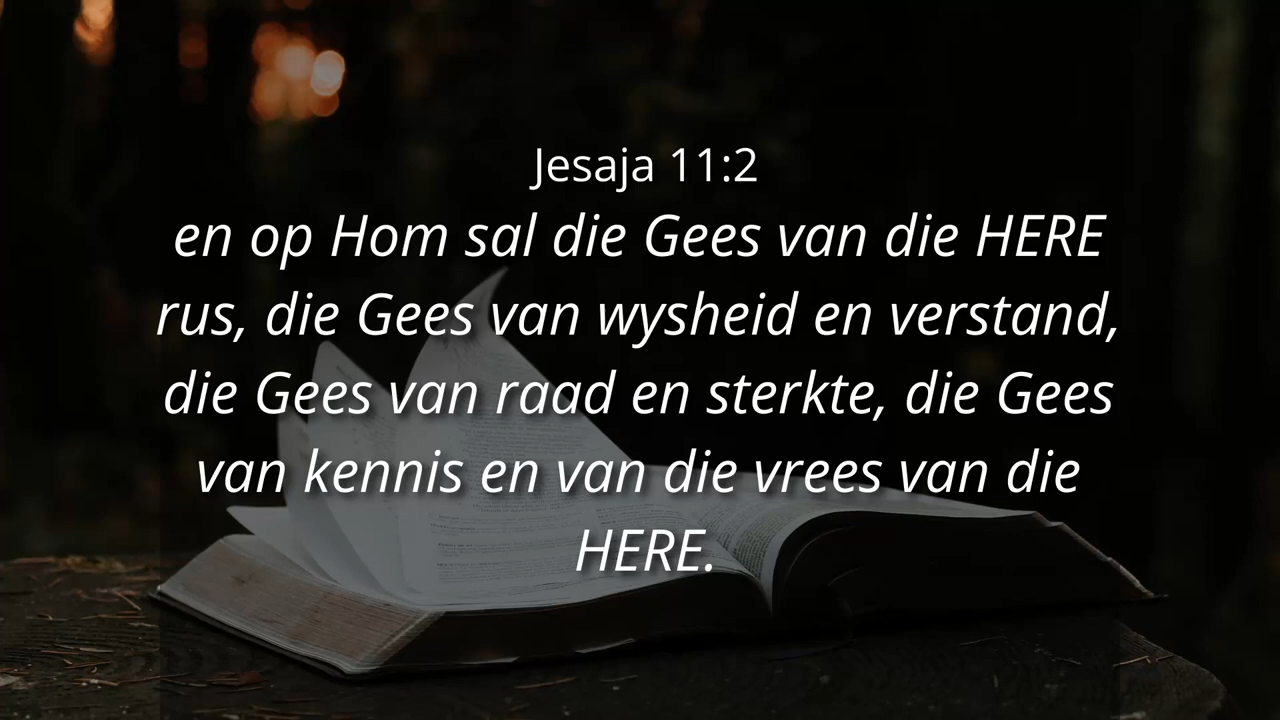 Jesaja 11:2
en op Hom sal die Gees van die HERE
rus, die Gees van wysheid en verstand,
die Gees van raad en sterkte, die Gees
van kennis en van die vrees van die
HERE.